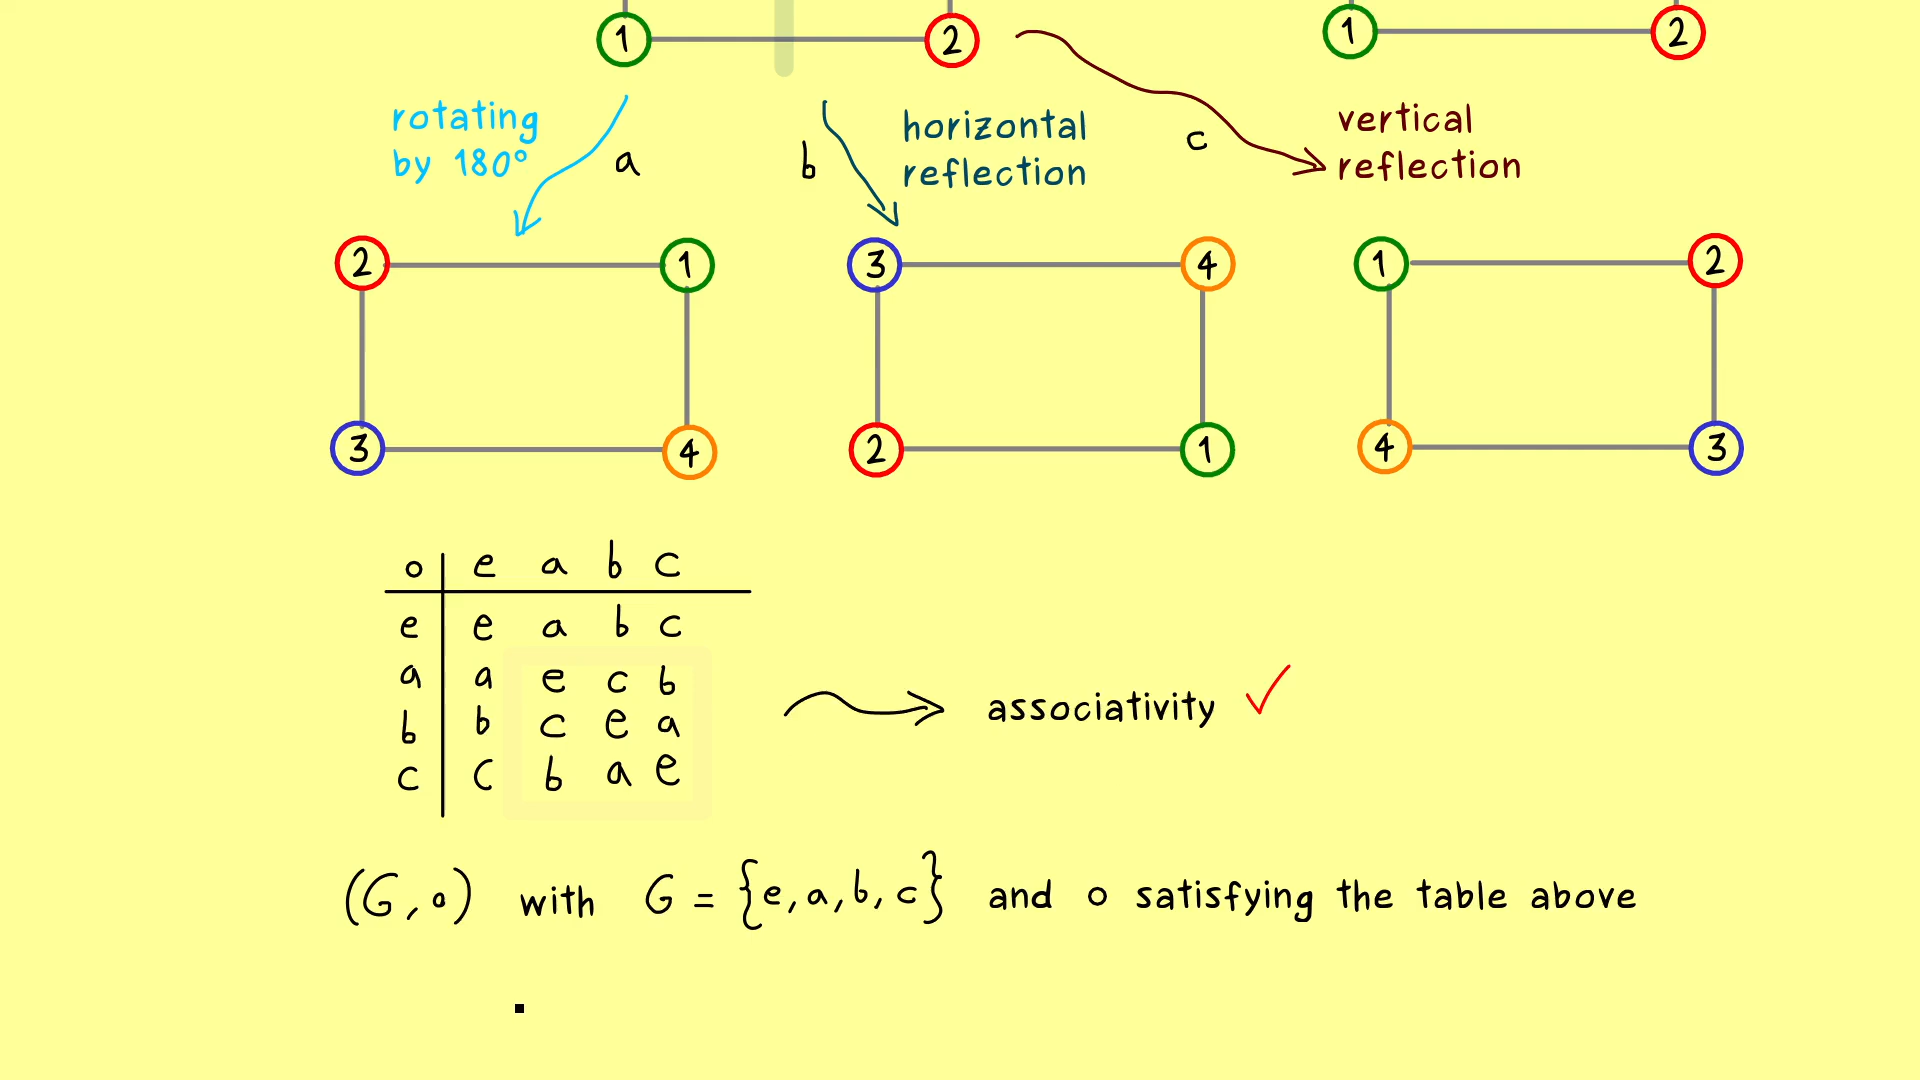 1 2 1 2
rotating
by 180° a b horizontal
reflection c vertical
reflection
2 1 3 4 1 2
3 4 2 1 4 3
o e a b c
e e a b c
a a e c b
b b c e a
c c b a e
associativity ✓
(G, o) with G = {e, a, b, c} and o satisfying the table above